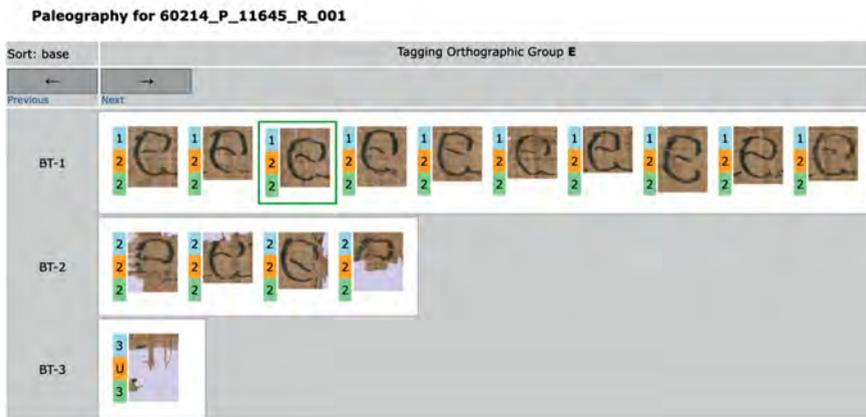 Paleography for 60214_P_11645_R_001
Sort: base
Tagging Orthographic Group E
← →
Previous Next
BT-1
1 1 1 1 1 1 1 1 1 1
2 2 2 2 2 2 2 2 2 2
2 2 2 2 2 2 2 2 2 2
BT-2
2 2 2 2
2 2 2 2
2 2 2 2
BT-3
3
U
3